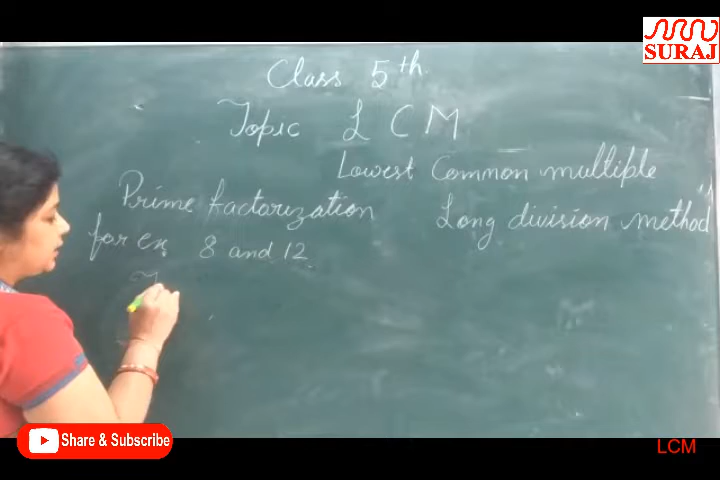 SURAJ
Class 5th
Topic L C M
Lowest Common multiple
Prime factorization
Long division method
for ex 8 and 12
Share & Subscribe
LCM